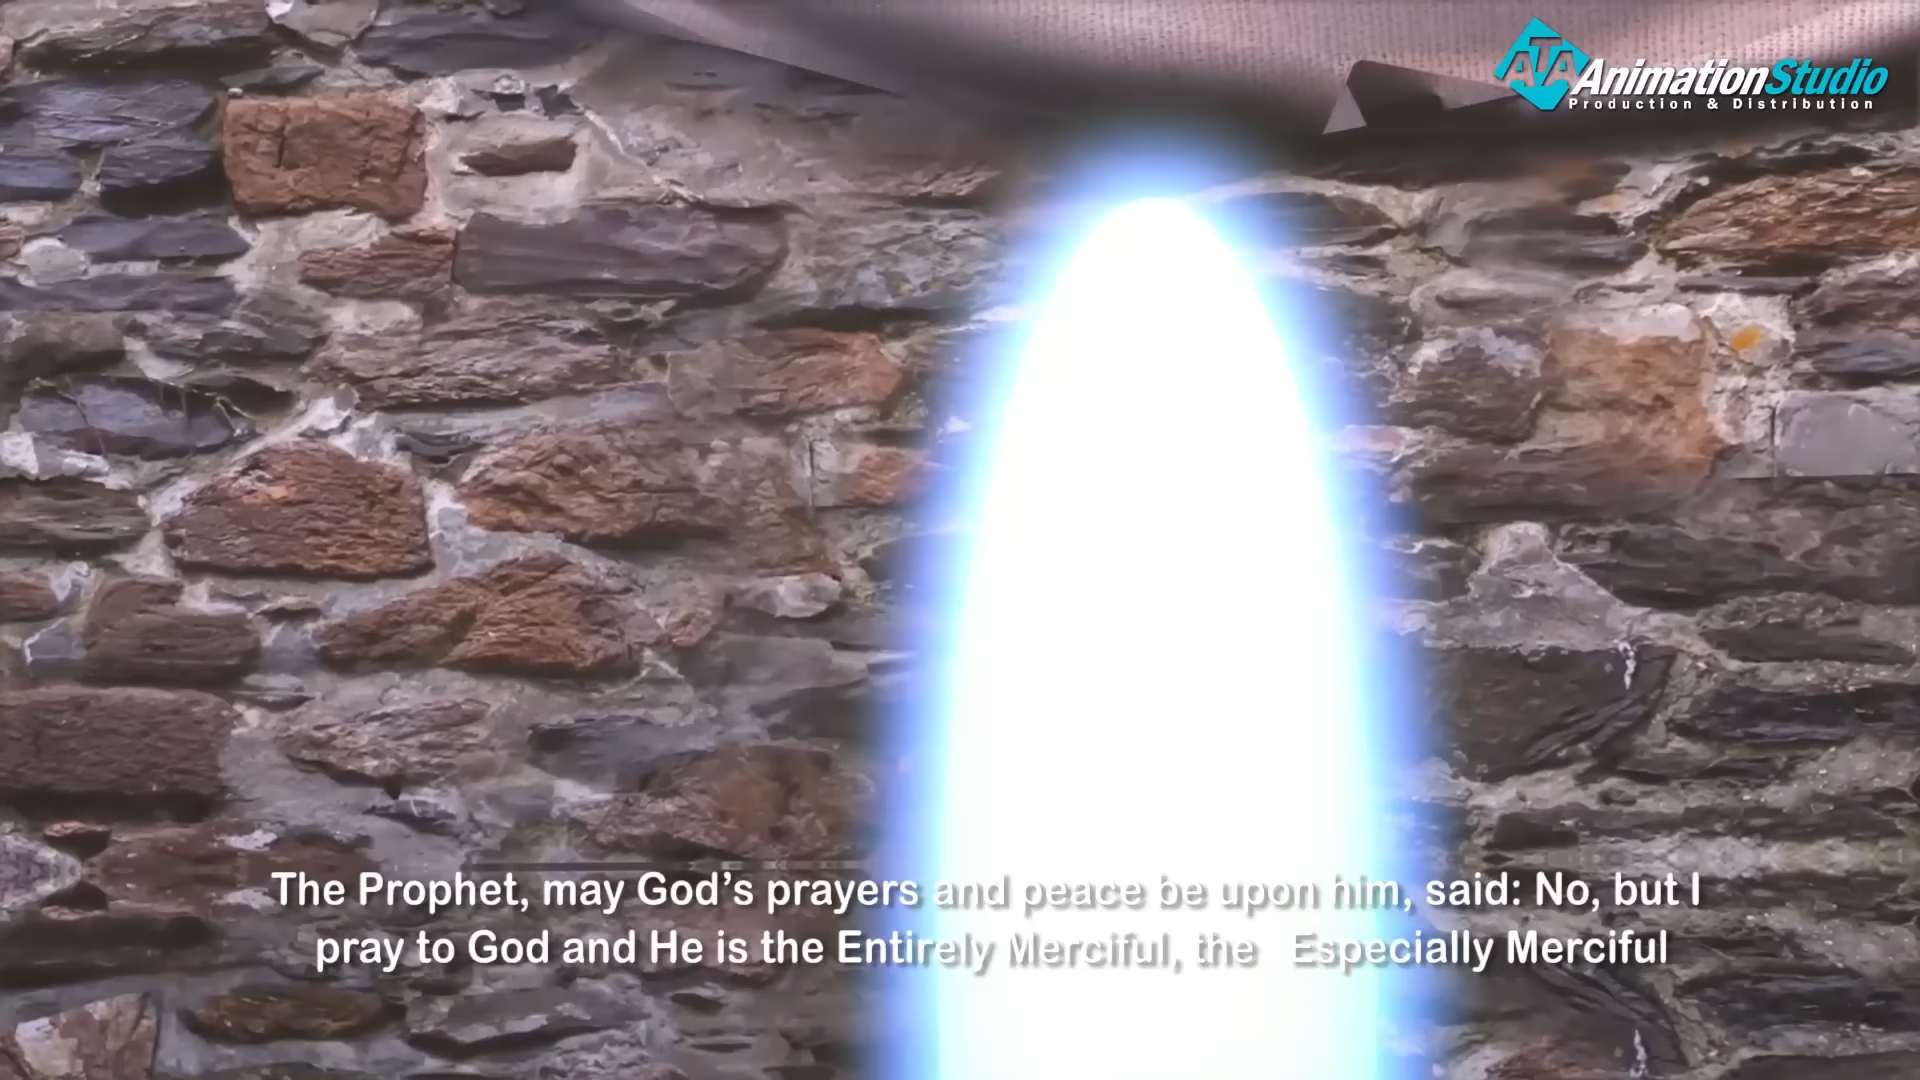 ATA AnimationStudio
Production & Distribution
The Prophet, may God's prayers and peace be upon him, said: No, but I
pray to God and He is the Entirely Merciful, the Especially Merciful